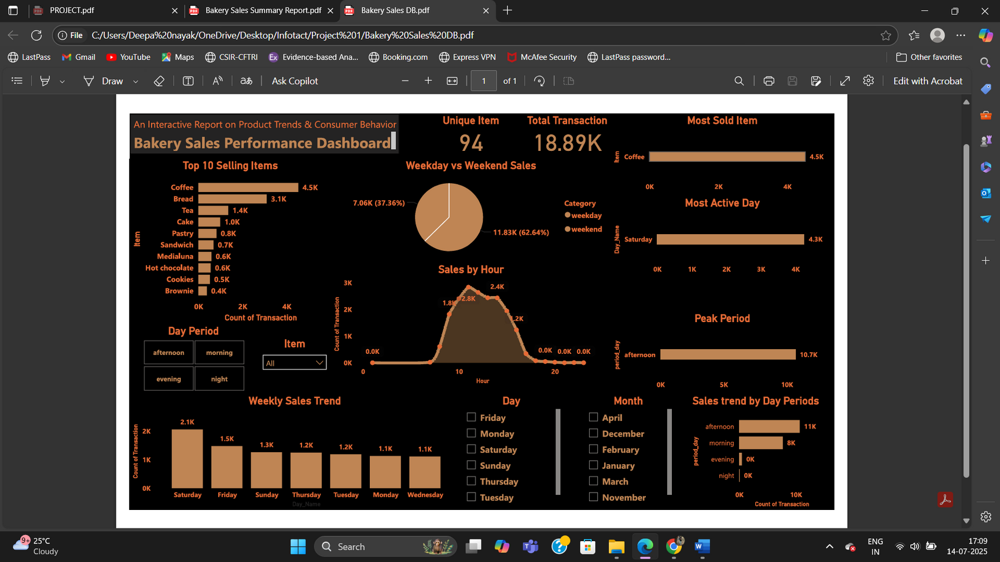 PROJECT.pdf
Bakery Sales Summary Report.pdf
Bakery Sales DB.pdf
File
C:/Users/Deepa%20nayak/OneDrive/Desktop/Infotact/Project%201/Bakery%20Sales%20DB.pdf
LastPass
Gmail
YouTube
Maps
CSIR-CFTRI
Ex Evidence-based Ana...
Booking.com
Express VPN
McAfee Security
LastPass password...
Other favorites
Draw
aあ
Ask Copilot
1 of 1
Edit with Acrobat
An Interactive Report on Product Trends & Consumer Behavior
Bakery Sales Performance Dashboard
Unique Item
94
Total Transaction
18.89K
Most Sold Item
Item
Coffee 4.5K
0K 2K 4K
Top 10 Selling Items
Item
Coffee 4.5K
Bread 3.1K
Tea 1.4K
Cake 1.0K
Pastry 0.8K
Sandwich 0.7K
Medialuna 0.6K
Hot chocolate 0.6K
Cookies 0.5K
Brownie 0.4K
0K 2K 4K
Count of Transaction
Weekday vs Weekend Sales
7.06K (37.36%)
11.83K (62.64%)
Category
weekday
weekend
Most Active Day
Day_Name
Saturday 4.3K
0K 1K 2K 3K 4K
Sales by Hour
Count of Transaction
3K
2K
1K
0K
0.0K
1.8K
2.8K
2.4K
1.2K
0.0K 0.0K 0.0K
0 10 20
Hour
Peak Period
period_day
afternoon 10.7K
0K 5K 10K
Day Period
afternoon morning
evening night
Item
All
Weekly Sales Trend
Count of Transaction
2K
1K
0K
2.1K 1.5K 1.3K 1.2K 1.2K 1.1K 1.1K
Saturday Friday Sunday Thursday Tuesday Monday Wednesday
Day_Name
Day
Friday
Monday
Saturday
Sunday
Thursday
Tuesday
Month
April
December
February
January
March
November
Sales trend by Day Periods
period_day
afternoon 11K
morning 8K
evening 0K
night 0K
0K 10K
Count of Transaction
9+
25°C
Cloudy
Search
ENG
IN
17:09
14-07-2025